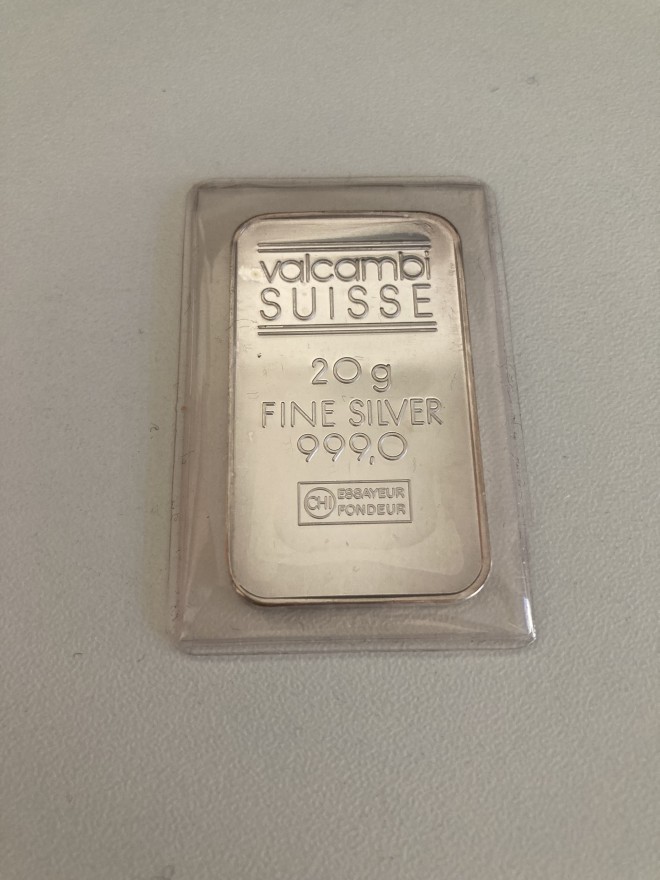 valcambi
SUISSE
20 g
FINE SILVER
999,0
CHI ESSAYEUR
FONDEUR